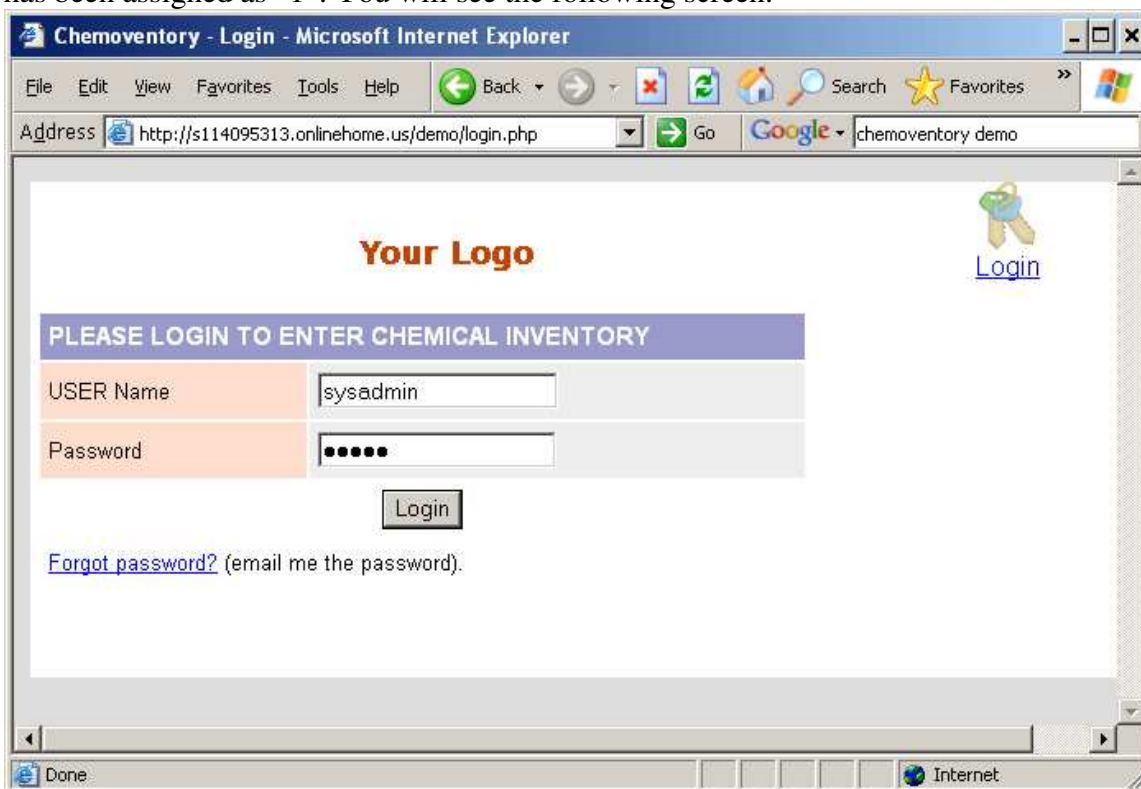 has been assigned as "1". You will see the following screen.
Chemoventory - Login - Microsoft Internet Explorer
File Edit View Favorites Tools Help Back Search Favorites »
Address http://s114095313.onlinehome.us/demo/login.php Go Google chemoventory demo
Your Logo
Login
PLEASE LOGIN TO ENTER CHEMICAL INVENTORY
USER Name sysadmin
Password •••••
Login
Forgot password? (email me the password).
Done Internet